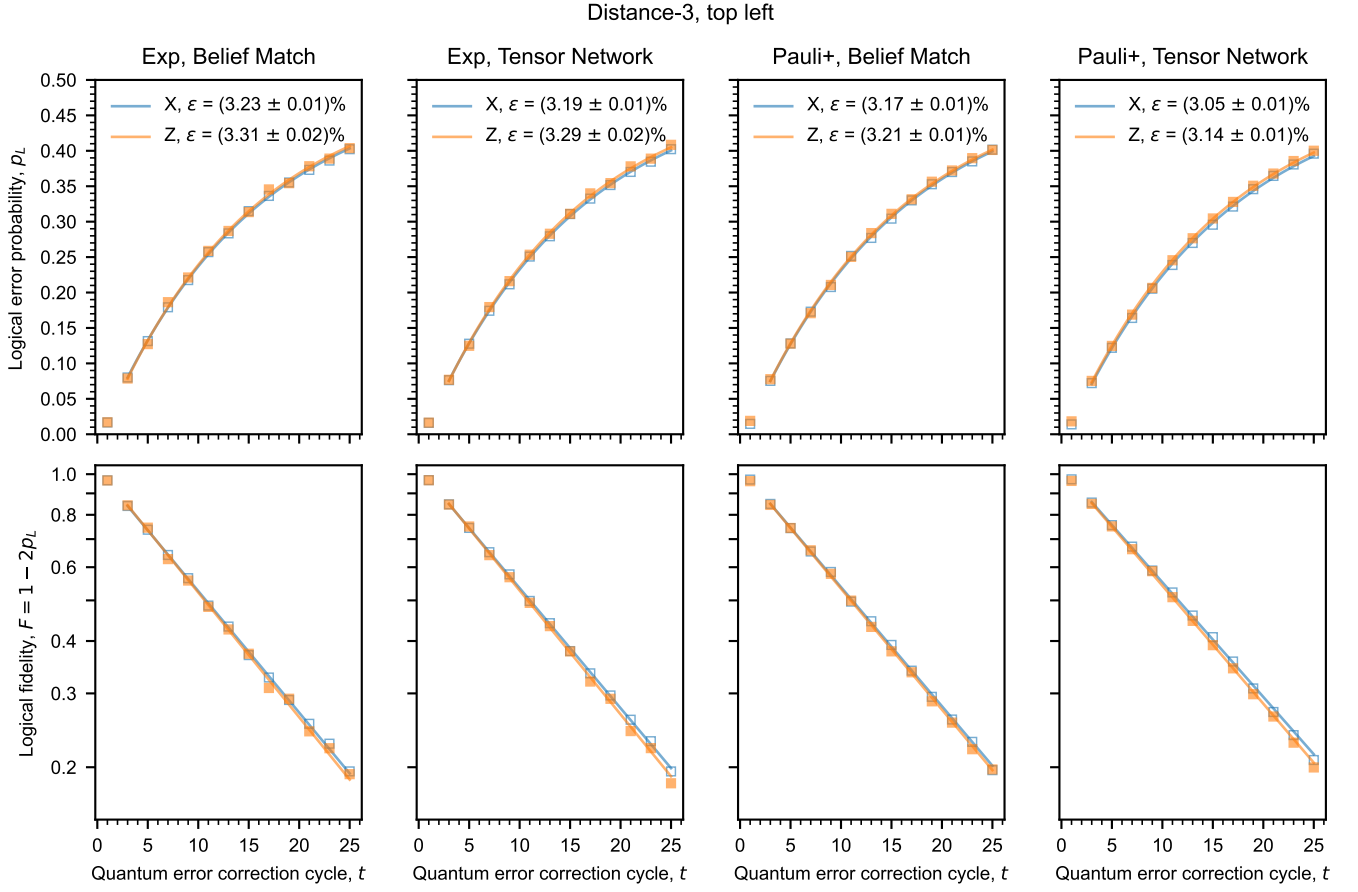 Distance-3, top left
Exp, Belief Match
Exp, Tensor Network
Pauli+, Belief Match
Pauli+, Tensor Network
Logical error probability, p_L
0.50
0.45
0.40
0.35
0.30
0.25
0.20
0.15
0.10
0.05
0.00
X, ε = (3.23 ± 0.01)%
Z, ε = (3.31 ± 0.02)%
X, ε = (3.19 ± 0.01)%
Z, ε = (3.29 ± 0.02)%
X, ε = (3.17 ± 0.01)%
Z, ε = (3.21 ± 0.01)%
X, ε = (3.05 ± 0.01)%
Z, ε = (3.14 ± 0.01)%
Logical fidelity, F = 1 − 2p_L
1.0
0.8
0.6
0.4
0.3
0.2
0 5 10 15 20 25
0 5 10 15 20 25
0 5 10 15 20 25
0 5 10 15 20 25
Quantum error correction cycle, t
Quantum error correction cycle, t
Quantum error correction cycle, t
Quantum error correction cycle, t